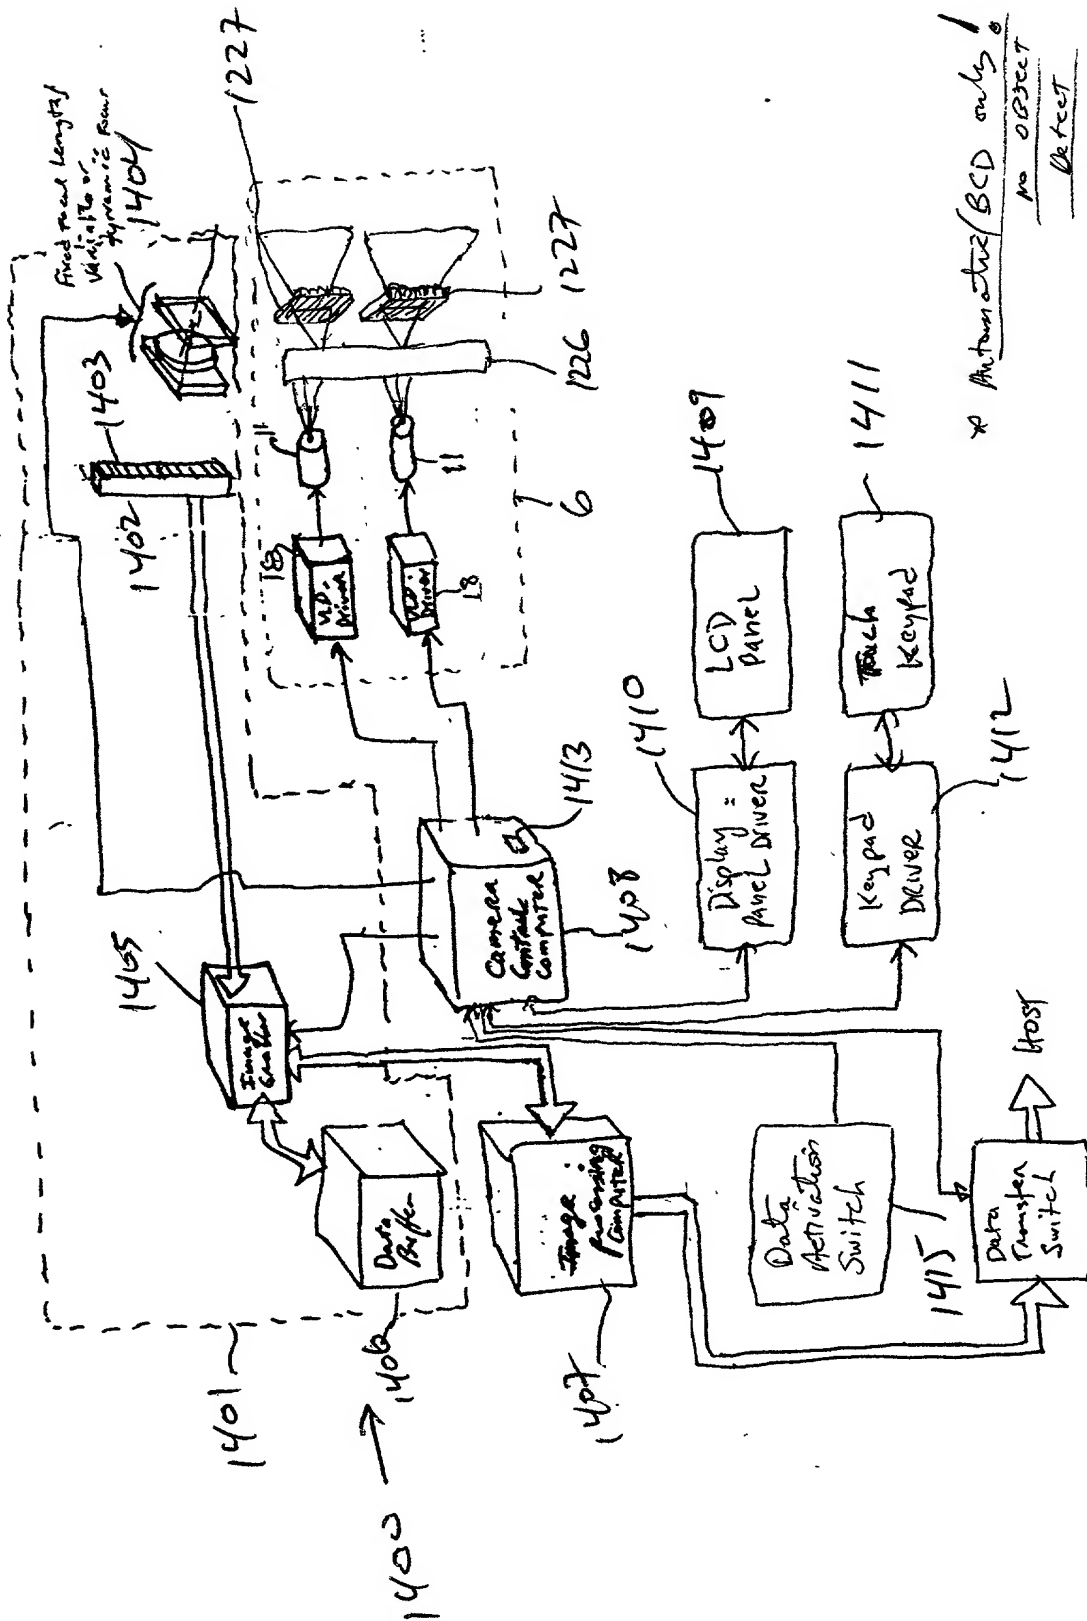 Fixed Focal Length/
Variable or
dynamic Focus
1404
1227
1403
1402
1405
Image
Grabber
11
18
VLD
Driver
11
VLD
Driver
18
6
1226
1227
1401
Data
Buffer
1406
1400
Camera
Control
Computer
1413
1408
Image
Processing
Computer
1407
1410
Display
Panel Driver
LCD
Panel
1409
Keypad
DRIVER
1412
Touch
Keypad
1411
Data
Activation
Switch
1415
Data
Transfer
Switch
Host
* Automatic/BCD only!
No OBJECT
Detect